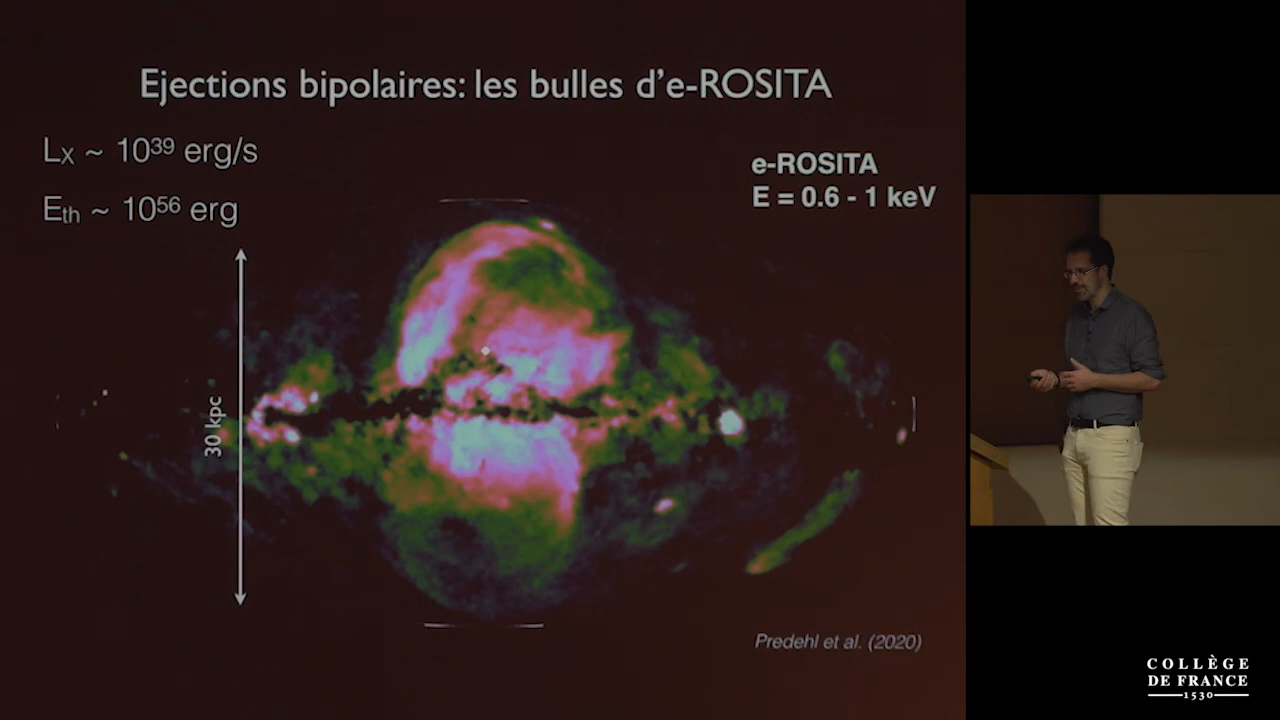 Ejections bipolaires: les bulles d'e-ROSITA
Lx ~ 10³⁹ erg/s
Eth ~ 10⁵⁶ erg
e-ROSITA
E = 0.6 - 1 keV
30 kpc
Predehl et al. (2020)
COLLÈGE
DE FRANCE
1530